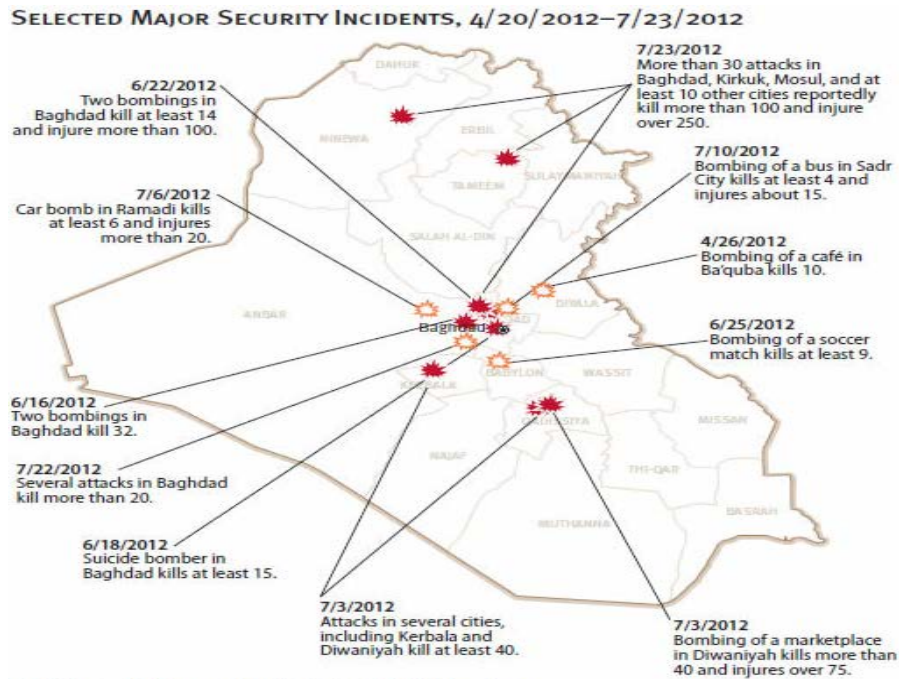 SELECTED MAJOR SECURITY INCIDENTS, 4/20/2012–7/23/2012
6/22/2012
Two bombings in
Baghdad kill at least 14
and injure more than 100.
7/23/2012
More than 30 attacks in
Baghdad, Kirkuk, Mosul, and at
least 10 other cities reportedly
kill more than 100 and injure
over 250.
7/6/2012
Car bomb in Ramadi kills
at least 6 and injures
more than 20.
7/10/2012
Bombing of a bus in Sadr
City kills at least 4 and
injures about 15.
4/26/2012
Bombing of a café in
Ba'quba kills 10.
6/25/2012
Bombing of a soccer
match kills at least 9.
DAHUK
NINEWA
ERBIL
TAMEEM
SULAYMANIYAH
SALAH AL-DIN
ANBAR
DIYALA
Baghdad
KERBALA
BABYLON
WASSIT
QADISSIYA
MISSAN
NAJAF
THI-QAR
MUTHANNA
BASRAH
6/16/2012
Two bombings in
Baghdad kill 32.
7/22/2012
Several attacks in Baghdad
kill more than 20.
6/18/2012
Suicide bomber in
Baghdad kills at least 15.
7/3/2012
Attacks in several cities,
including Kerbala and
Diwaniyah kill at least 40.
7/3/2012
Bombing of a marketplace
in Diwaniyah kills more than
40 and injures over 75.